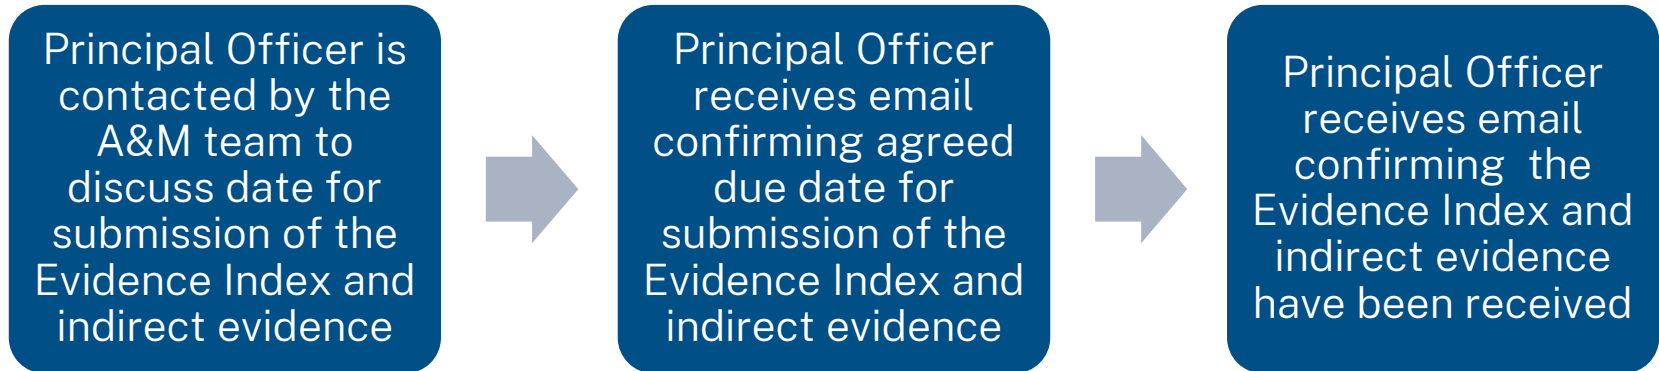 Principal Officer is
contacted by the
A&M team to
discuss date for
submission of the
Evidence Index and
indirect evidence
Principal Officer
receives email
confirming agreed
due date for
submission of the
Evidence Index and
indirect evidence
Principal Officer
receives email
confirming  the
Evidence Index and
indirect evidence
have been received